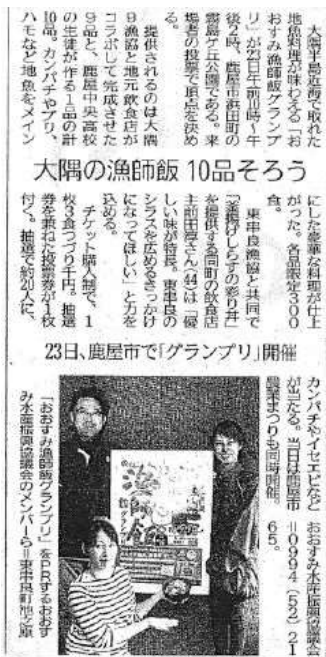 大隅の漁師飯 10品そろう
23日、鹿屋市で「グランプリ」開催
大隅半島近海で取れた
地魚料理が味わえる「お
おすみ漁師飯グランプ
リ」が23日午前10時～午
後2時、鹿屋市浜田町の
霧島ケ丘公園である。来
場者の投票で頂点を決め
る。
提供されるのは大隅
9漁協と地元飲食店が
コラボして完成させた
9品と、鹿屋中央高校
の生徒が作る1品の計
10品。カンパチやブリ、
ハモなど地魚をメイン
にした豪華な料理が仕上
がった。各品限定300
食。
東串良漁協と共同で
「釜揚げしらすの彩り丼」
を提供する同町の飲食店
主前田 さん(44)は「優
しい味が特長。東串良の
シラスを広めるきっかけ
になってほしい」と力を
込める。
チケット購入制で、1
枚3食つづり千円。抽選
券を兼ねた投票券が1枚
付く。抽選で約20人に、
カンパチやイセエビなど
が当たる。当日は鹿屋市
農業まつりも同時開催。
おおすみ水産振興協議会
＝0994(52)21
65。
「おおすみ漁師飯グランプリ」をPRするおおす
み水産振興協議会のメンバーら＝東串良町池之原